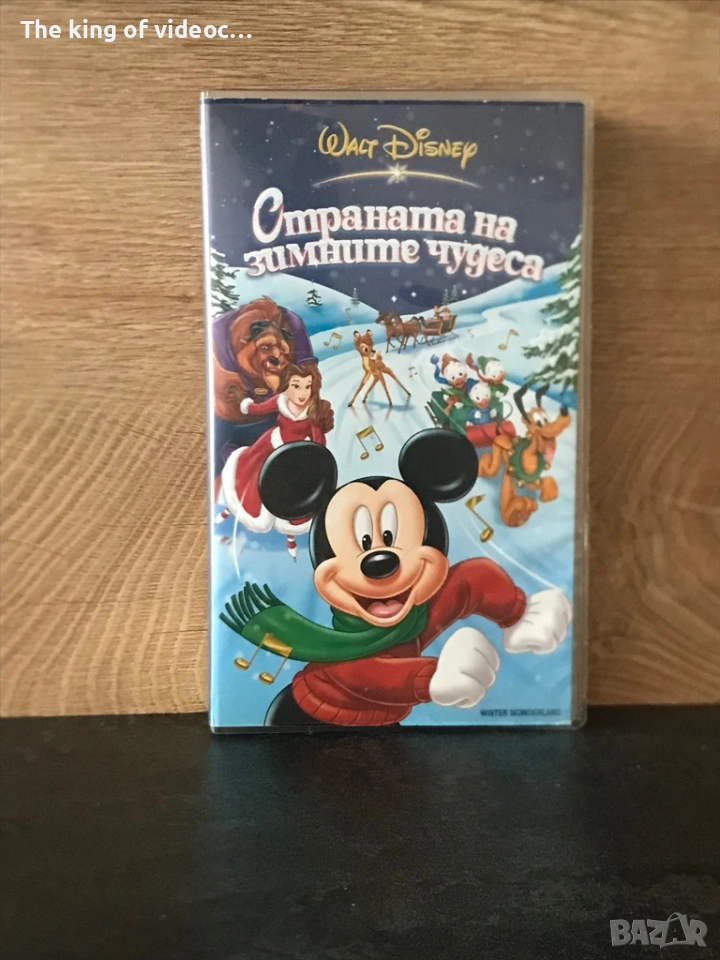 The king of videoc...
WALT DISNEY
Страната на
зимните чудеса
WINTER WONDERLAND
BAZAR